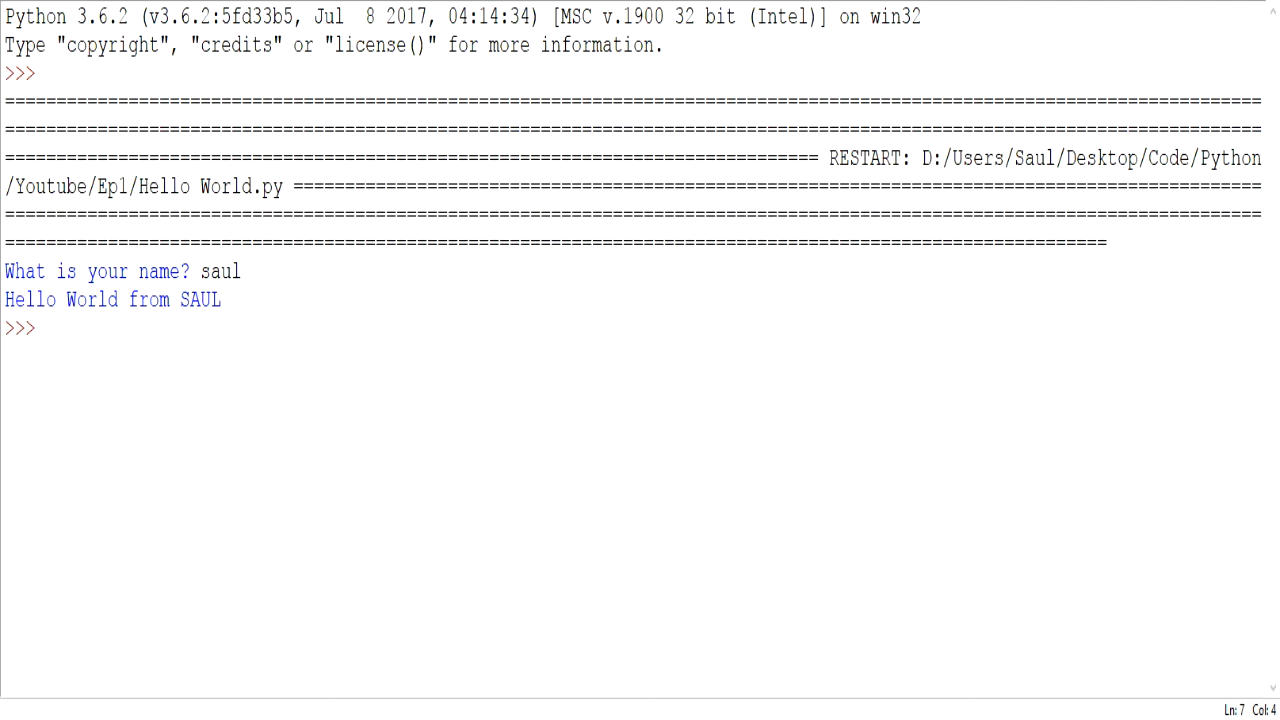 Python 3.6.2 (v3.6.2:5fd33b5, Jul  8 2017, 04:14:34) [MSC v.1900 32 bit (Intel)] on win32
Type "copyright", "credits" or "license()" for more information.
>>>
==========================================================================================================================
==========================================================================================================================
=============================================================================== RESTART: D:/Users/Saul/Desktop/Code/Python
/Youtube/Ep1/Hello World.py ==============================================================================================
==========================================================================================================================
===========================================================================================================
What is your name? saul
Hello World from SAUL
>>>
Ln: 7 Col: 4